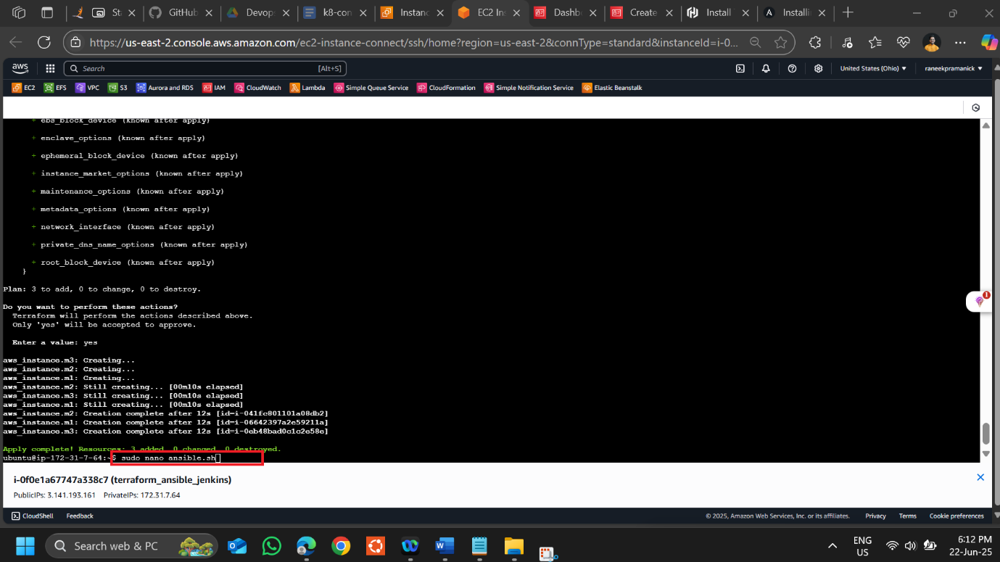 St
GitHub
Devop
k8-con
Instanc
EC2 Ins
Dashb
Create
Install T
Installi
https://us-east-2.console.aws.amazon.com/ec2-instance-connect/ssh/home?region=us-east-2&connType=standard&instanceId=i-0...
aws
Search
[Alt+S]
United States (Ohio)
raneekpramanick
EC2 EFS VPC S3 Aurora and RDS IAM CloudWatch Lambda Simple Queue Service CloudFormation Simple Notification Service Elastic Beanstalk
+ ebs_block_device (known after apply)
+ enclave_options (known after apply)
+ ephemeral_block_device (known after apply)
+ instance_market_options (known after apply)
+ maintenance_options (known after apply)
+ metadata_options (known after apply)
+ network_interface (known after apply)
+ private_dns_name_options (known after apply)
+ root_block_device (known after apply)
}
Plan: 3 to add, 0 to change, 0 to destroy.
Do you want to perform these actions?
Terraform will perform the actions described above.
Only 'yes' will be accepted to approve.
Enter a value: yes
aws_instance.m3: Creating...
aws_instance.m2: Creating...
aws_instance.m1: Creating...
aws_instance.m2: Still creating... [00m10s elapsed]
aws_instance.m3: Still creating... [00m10s elapsed]
aws_instance.m1: Still creating... [00m10s elapsed]
aws_instance.m2: Creation complete after 12s [id=i-041fc801101a08db2]
aws_instance.m1: Creation complete after 12s [id=i-06642397a2e59211a]
aws_instance.m3: Creation complete after 12s [id=i-0eb48bad0c1c2e58e]
Apply complete! Resources: 3 added, 0 changed, 0 destroyed.
ubuntu@ip-172-31-7-64:~$ sudo nano ansible.sh
1
i-0f0e1a67747a338c7 (terraform_ansible_jenkins)
PublicIPs: 3.141.193.161 PrivateIPs: 172.31.7.64
CloudShell Feedback
© 2025, Amazon Web Services, Inc. or its affiliates. Privacy Terms Cookie preferences
Search web & PC
ENG
US
6:12 PM
22-Jun-25